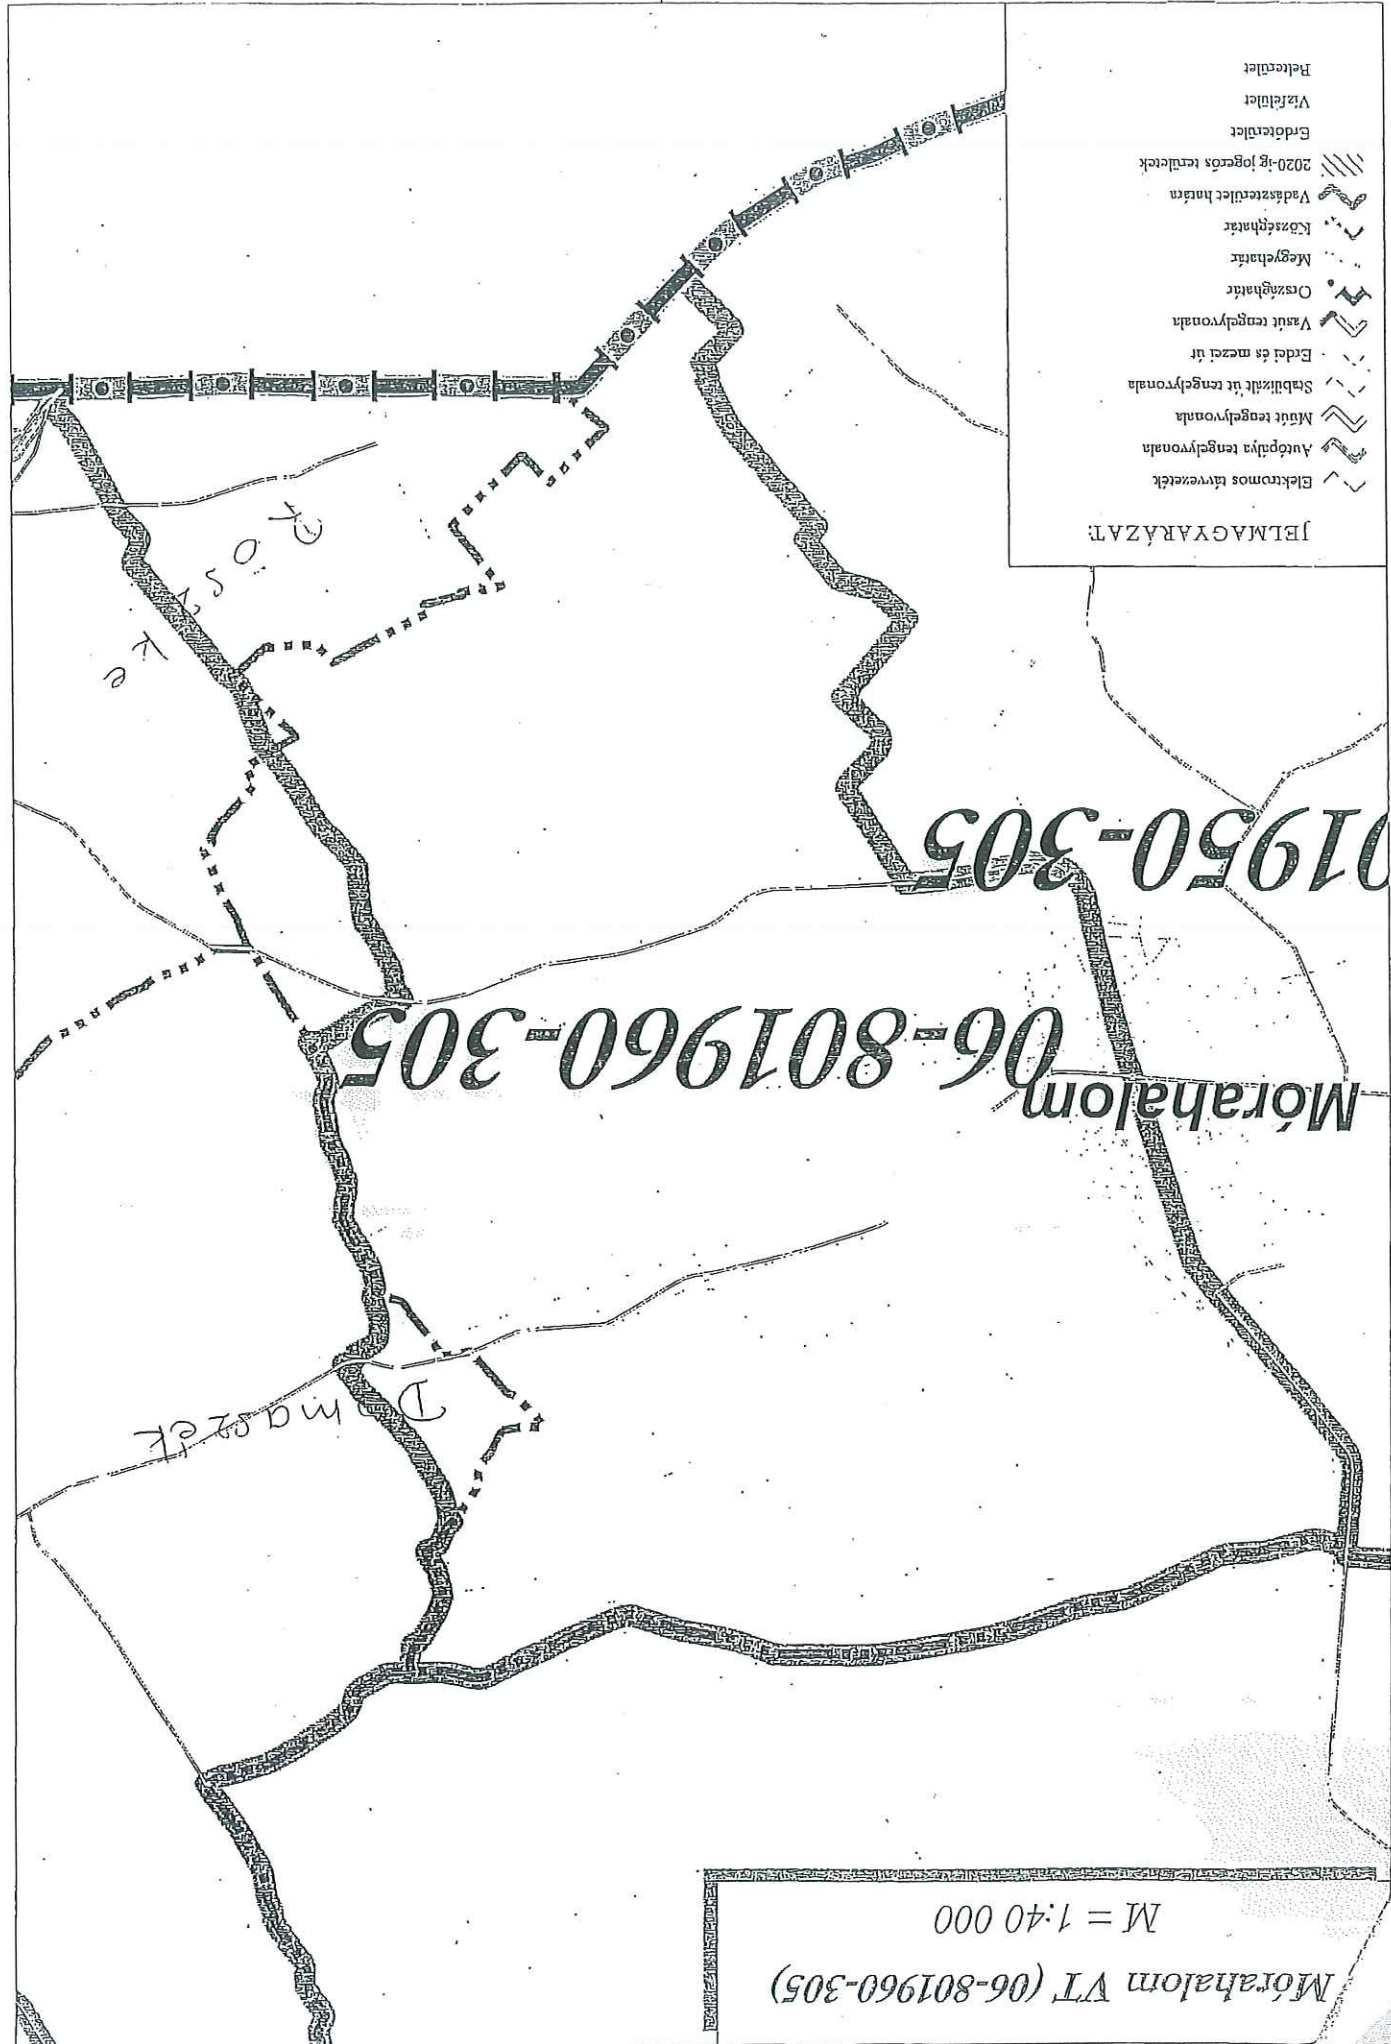 Mórahalom VT (06-801960-305)
M = 1:40 000
Domaszék
Mórahalom
06-801960-305
01950-305
Röszke
JELMAGYARÁZAT:
Elektromos távvezeték
Autópálya tengelyvonala
Műút tengelyvonala
Stabilizált út tengelyvonala
Erdei és mezei út
Vasút tengelyvonala
Országhatár
Megyehatár
Községhatár
Vadászterület határa
2020-ig jogerős területek
Erdőterület
Vízfelület
Belterület